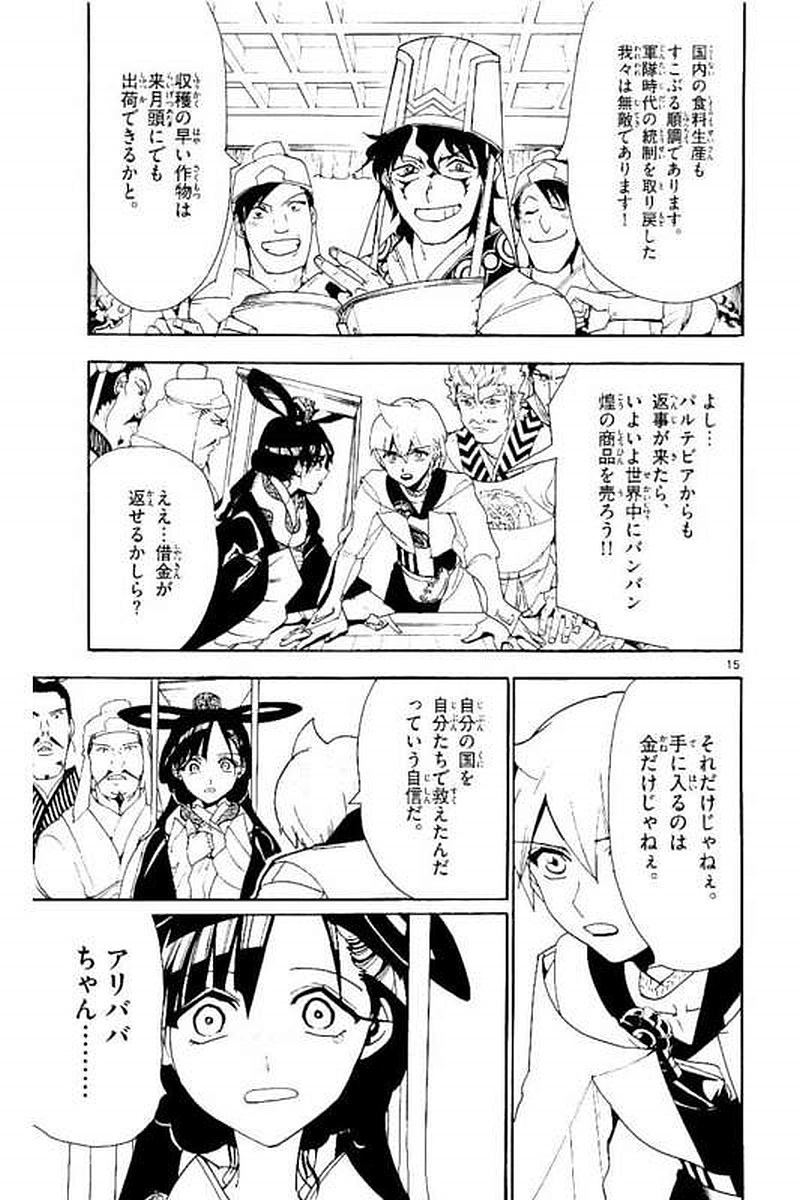 国内の食料生産も
すこぶる順調であります。
軍隊時代の統制を取り戻した
我々は無敵であります!
収穫の早い作物は
来月頭にでも
出荷できるかと。
よし…
パルテビアからも
返事が来たら、
いよいよ世界中にバンバン
煌の商品を売ろう!!
ええ…借金が
返せるかしら?
15
それだけじゃねぇ。
手に入るのは
金だけじゃねぇ。
自分の国を
自分たちで救えたんだ
っていう自信だ。
アリババ
ちゃん………